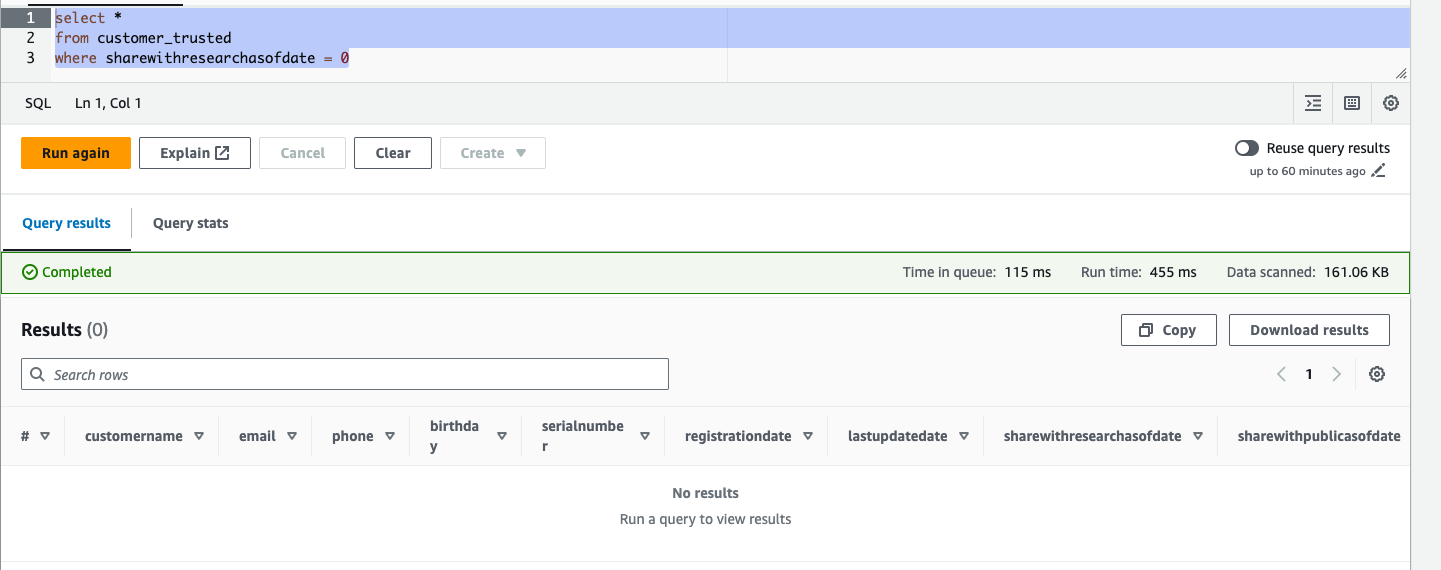 1 select *
2 from customer_trusted
3 where sharewithresearchasofdate = 0
SQL Ln 1, Col 1
Run again Explain Cancel Clear Create Reuse query results
up to 60 minutes ago
Query results Query stats
Completed Time in queue: 115 ms Run time: 455 ms Data scanned: 161.06 KB
Results (0) Copy Download results
Search rows 1
# customername email phone birthda
y serialnumbe
r registrationdate lastupdatedate sharewithresearchasofdate sharewithpublicasofdate
No results
Run a query to view results